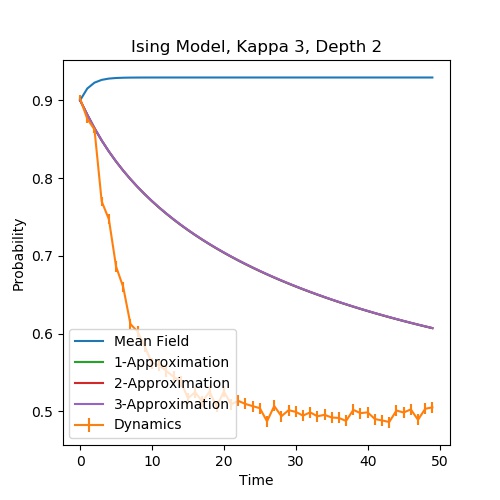 Ising Model, Kappa 3, Depth 2
0.9
0.8
0.7
0.6
0.5
Probability
Mean Field
1-Approximation
2-Approximation
3-Approximation
Dynamics
0 10 20 30 40 50
Time